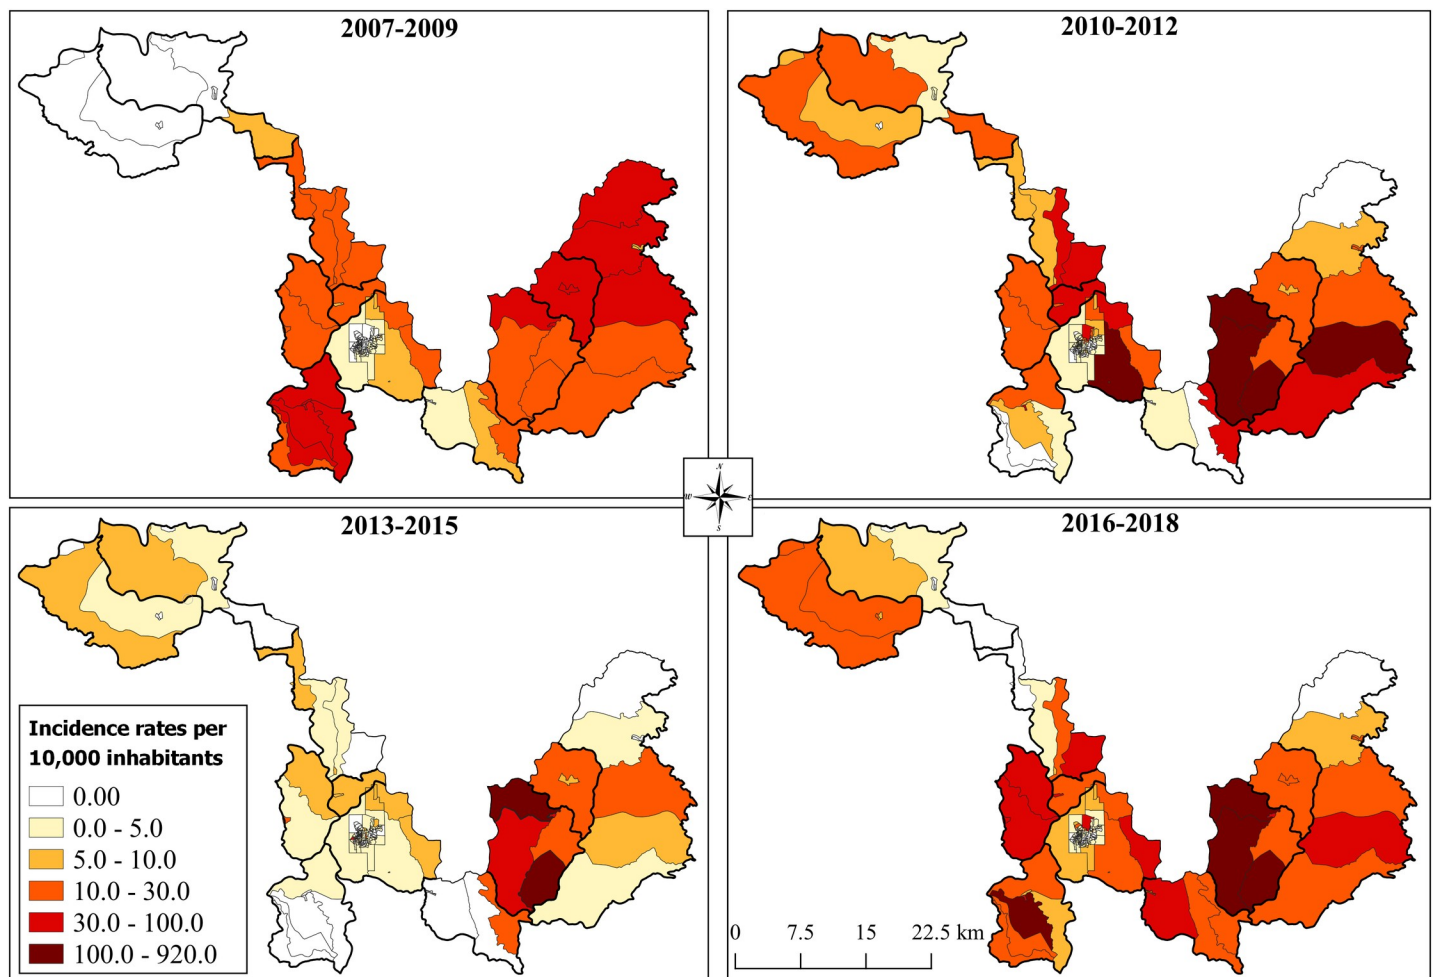 2007-2009
2010-2012
N
W E
S
2013-2015
2016-2018
Incidence rates per
10,000 inhabitants
0.00
0.0 - 5.0
5.0 - 10.0
10.0 - 30.0
30.0 - 100.0
100.0 - 920.0
0 7.5 15 22.5 km